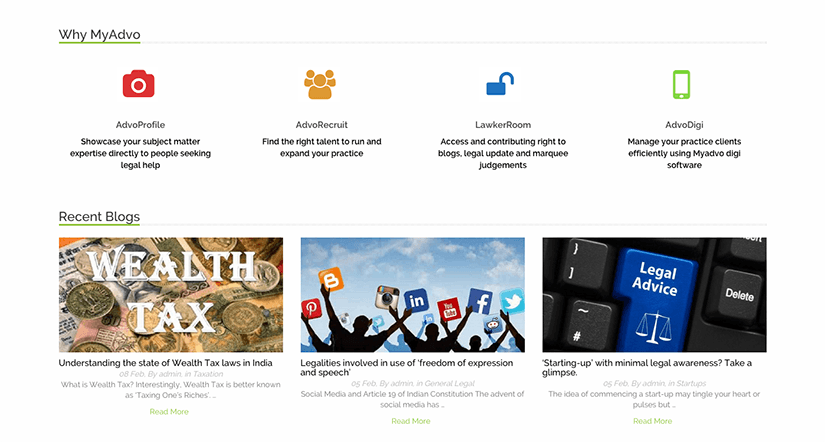 Why MyAdvo
AdvoProfile
Showcase your subject matter
expertise directly to people seeking
legal help
AdvoRecruit
Find the right talent to run and
expand your practice
LawkerRoom
Access and contributing right to
blogs, legal update and marquee
judgements
AdvoDigi
Manage your practice clients
efficiently using Myadvo digi
software
Recent Blogs
WEALTH
TAX
Understanding the state of Wealth Tax laws in India
08 Feb, By admin, in Taxation
What is Wealth Tax? Interestingly, Wealth Tax is better known
as 'Taxing One's Riches'. ...
Read More
in
You
Tube
f
Legalities involved in use of 'freedom of expression
and speech'
05 Feb, By admin, in General Legal
Social Media and Article 19 of Indian Constitution The advent of
social media has ...
Read More
}
]
~
#
Legal
Advice
Delete
'Starting-up' with minimal legal awareness? Take a
glimpse.
05 Feb, By admin, in Startups
The idea of commencing a start-up may tingle your heart or
pulses but ...
Read More